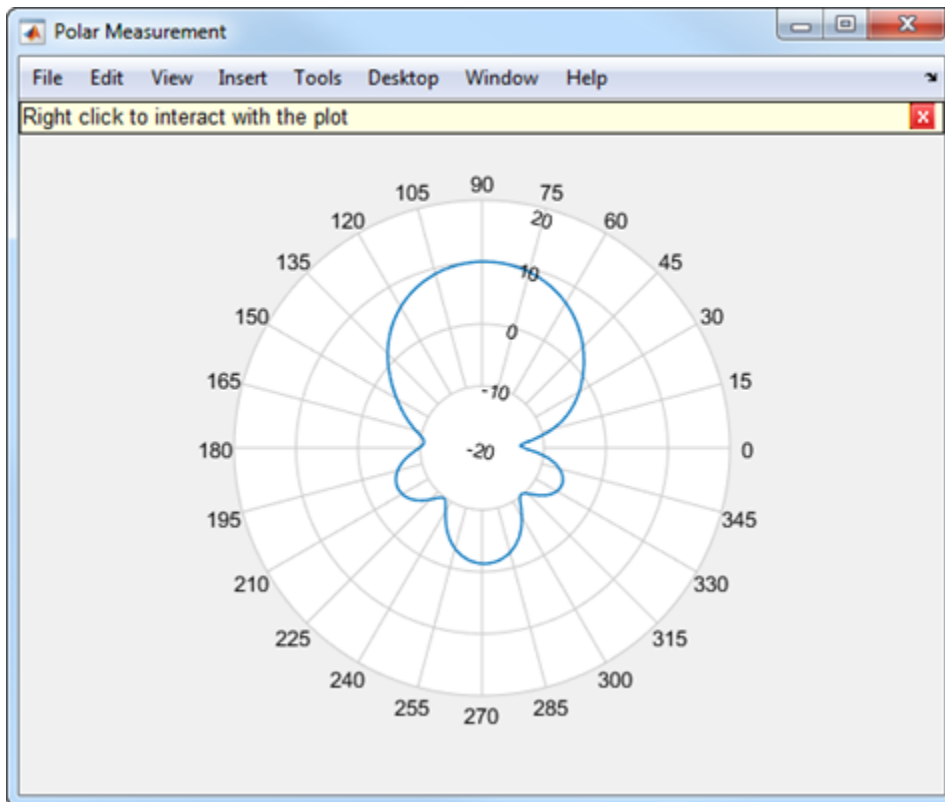 Polar Measurement
File Edit View Insert Tools Desktop Window Help
Right click to interact with the plot
90
105 75
120 20 60
135 45
10
150 30
0
165 15
-10
180 -20 0
195 345
210 330
225 315
240 300
255 285
270